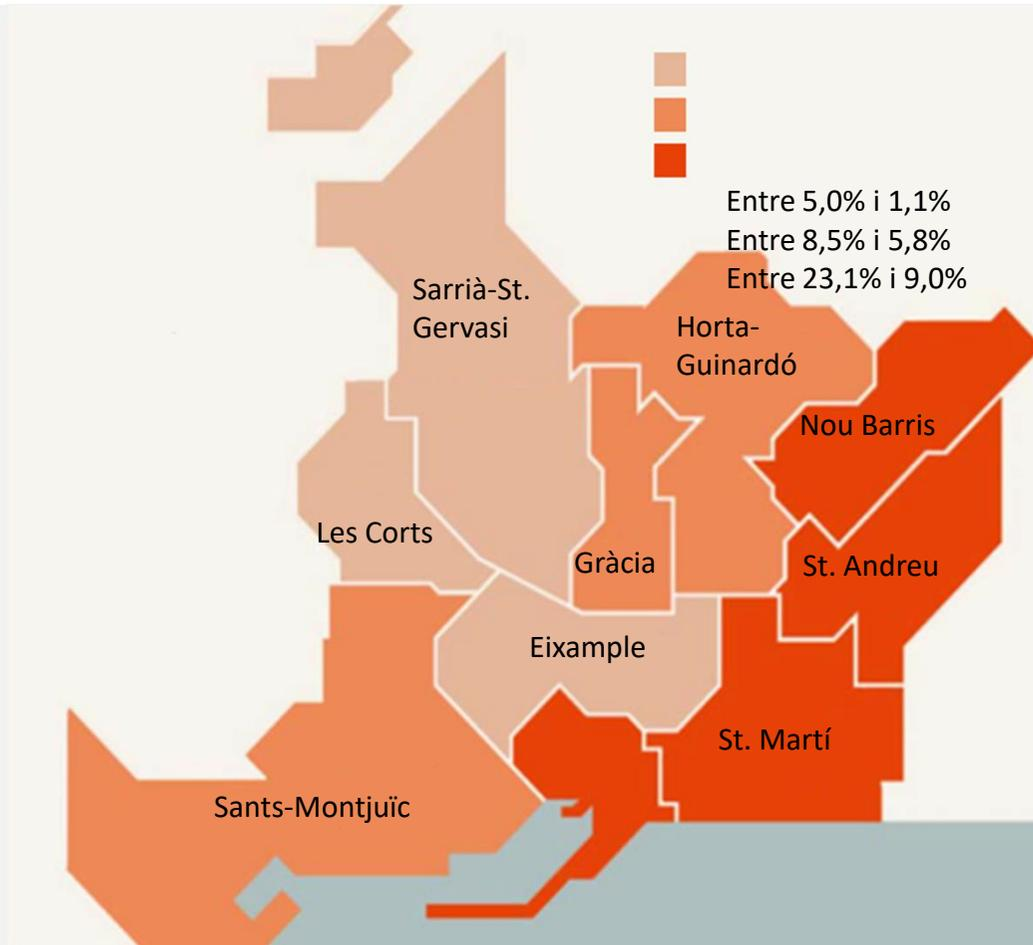 Entre 5,0% i 1,1%
Entre 8,5% i 5,8%
Entre 23,1% i 9,0%
Sarrià-St.
Gervasi
Horta-
Guinardó
Nou Barris
Les Corts
Gràcia
St. Andreu
Eixample
St. Martí
Sants-Montjuïc